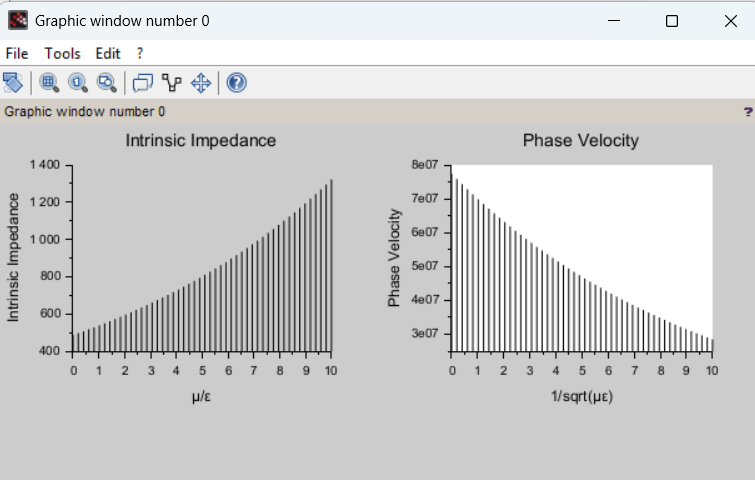 Graphic window number 0
File Tools Edit ?
Graphic window number 0 ?
Intrinsic Impedance
1 400
1 200
1 000
800
600
400
Intrinsic Impedance
0 1 2 3 4 5 6 7 8 9 10
μ/ε
Phase Velocity
8e07
7e07
6e07
5e07
4e07
3e07
Phase Velocity
0 1 2 3 4 5 6 7 8 9 10
1/sqrt(με)